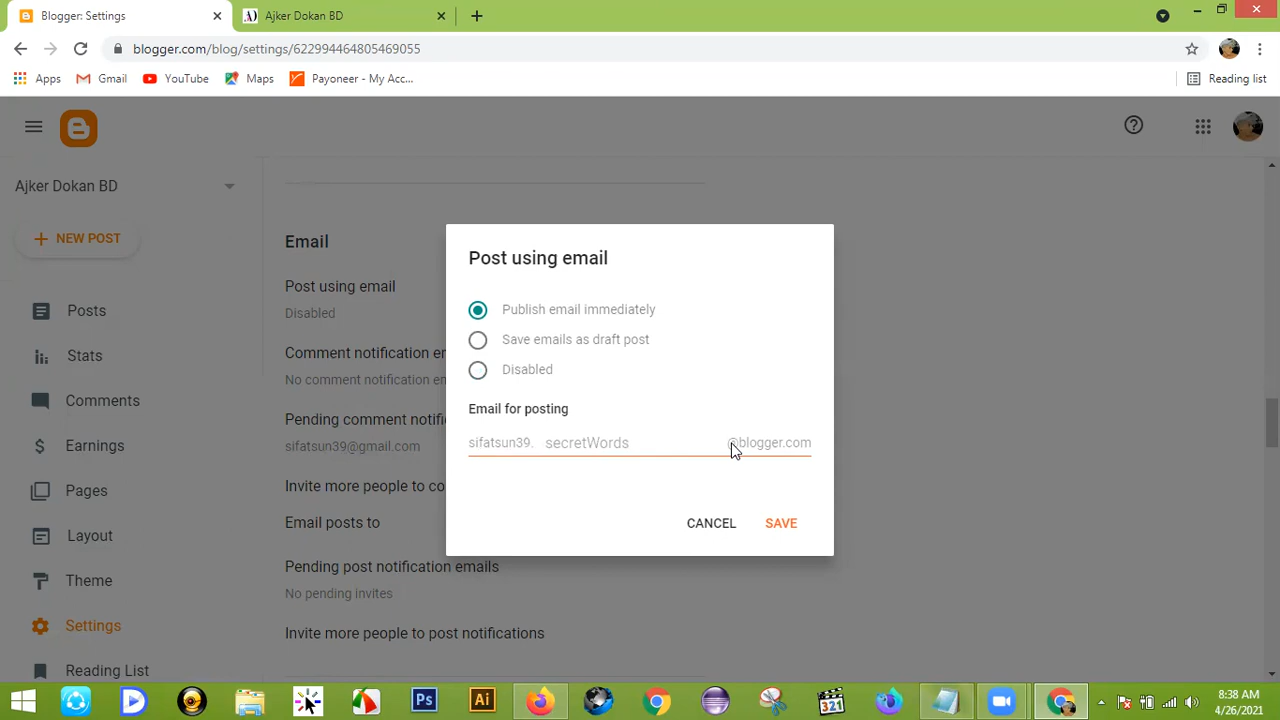 Blogger: Settings
Ajker Dokan BD
blogger.com/blog/settings/622994464805469055
Apps
Gmail
YouTube
Maps
Payoneer - My Acc...
Reading list
Ajker Dokan BD
NEW POST
Posts
Stats
Comments
Earnings
Pages
Layout
Theme
Settings
Reading List
Email
Post using email
Disabled
Comment notification em
No comment notification em
Pending comment notifi
sifatsun39@gmail.com
Invite more people to co
Email posts to
Pending post notification emails
No pending invites
Invite more people to post notifications
Post using email
Publish email immediately
Save emails as draft post
Disabled
Email for posting
sifatsun39. secretWords @blogger.com
CANCEL
SAVE
Ps
Ai
321
8:38 AM
4/26/2021